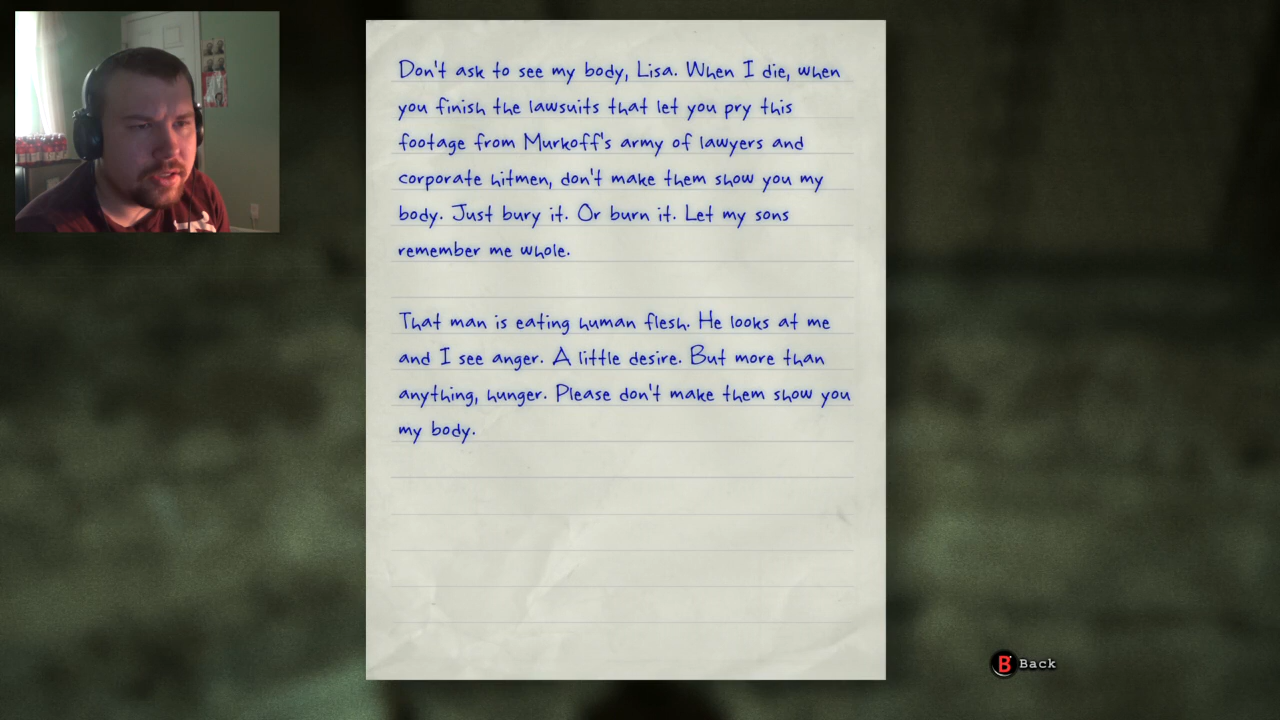 Don't ask to see my body, Lisa. When I die, when
you finish the lawsuits that let you pry this
footage from Murkoff's army of lawyers and
corporate hitmen, don't make them show you my
body. Just bury it. Or burn it. Let my sons
remember me whole.
That man is eating human flesh. He looks at me
and I see anger. A little desire. But more than
anything, hunger. Please don't make them show you
my body.
B Back